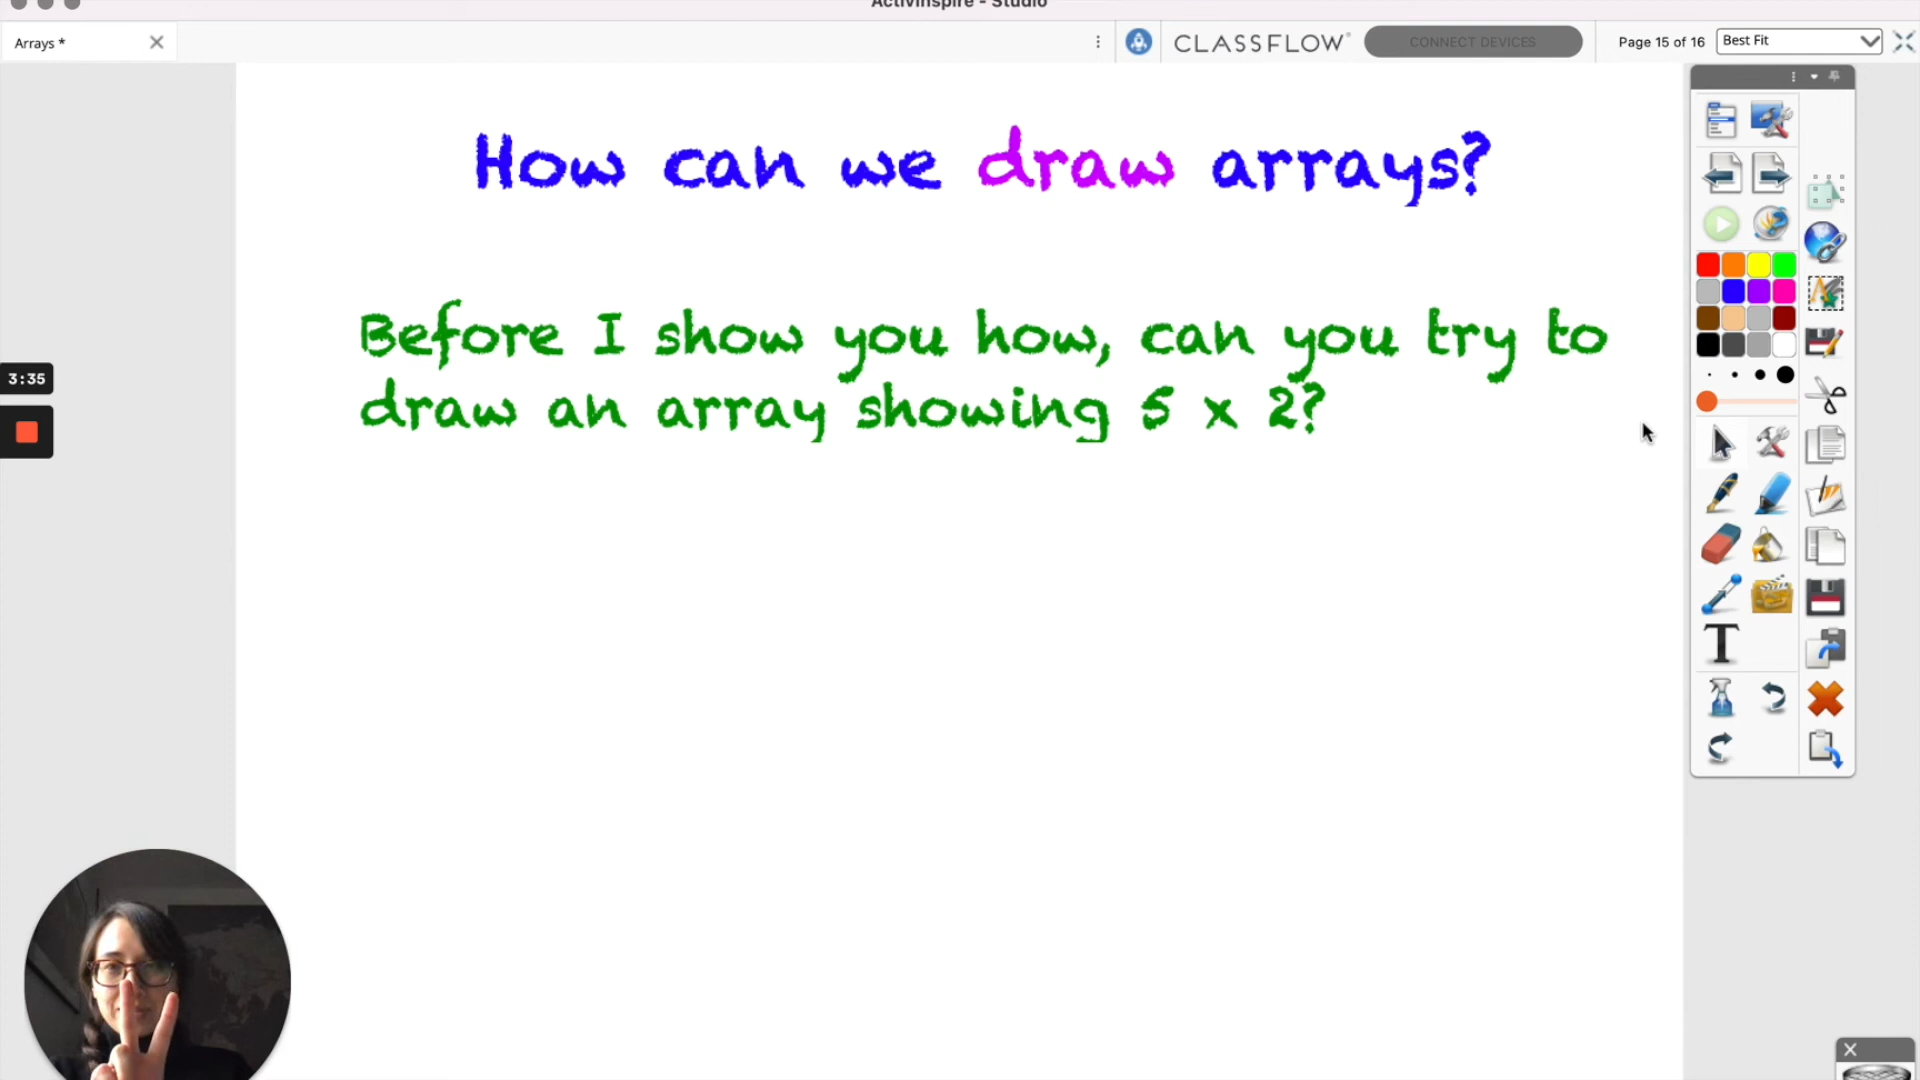 ActivInspire - Studio
Arrays *
CLASSFLOW
CONNECT DEVICES
Page 15 of 16
Best Fit
How can we draw arrays?
Before I show you how, can you try to
draw an array showing 5 x 2?
3:35
T